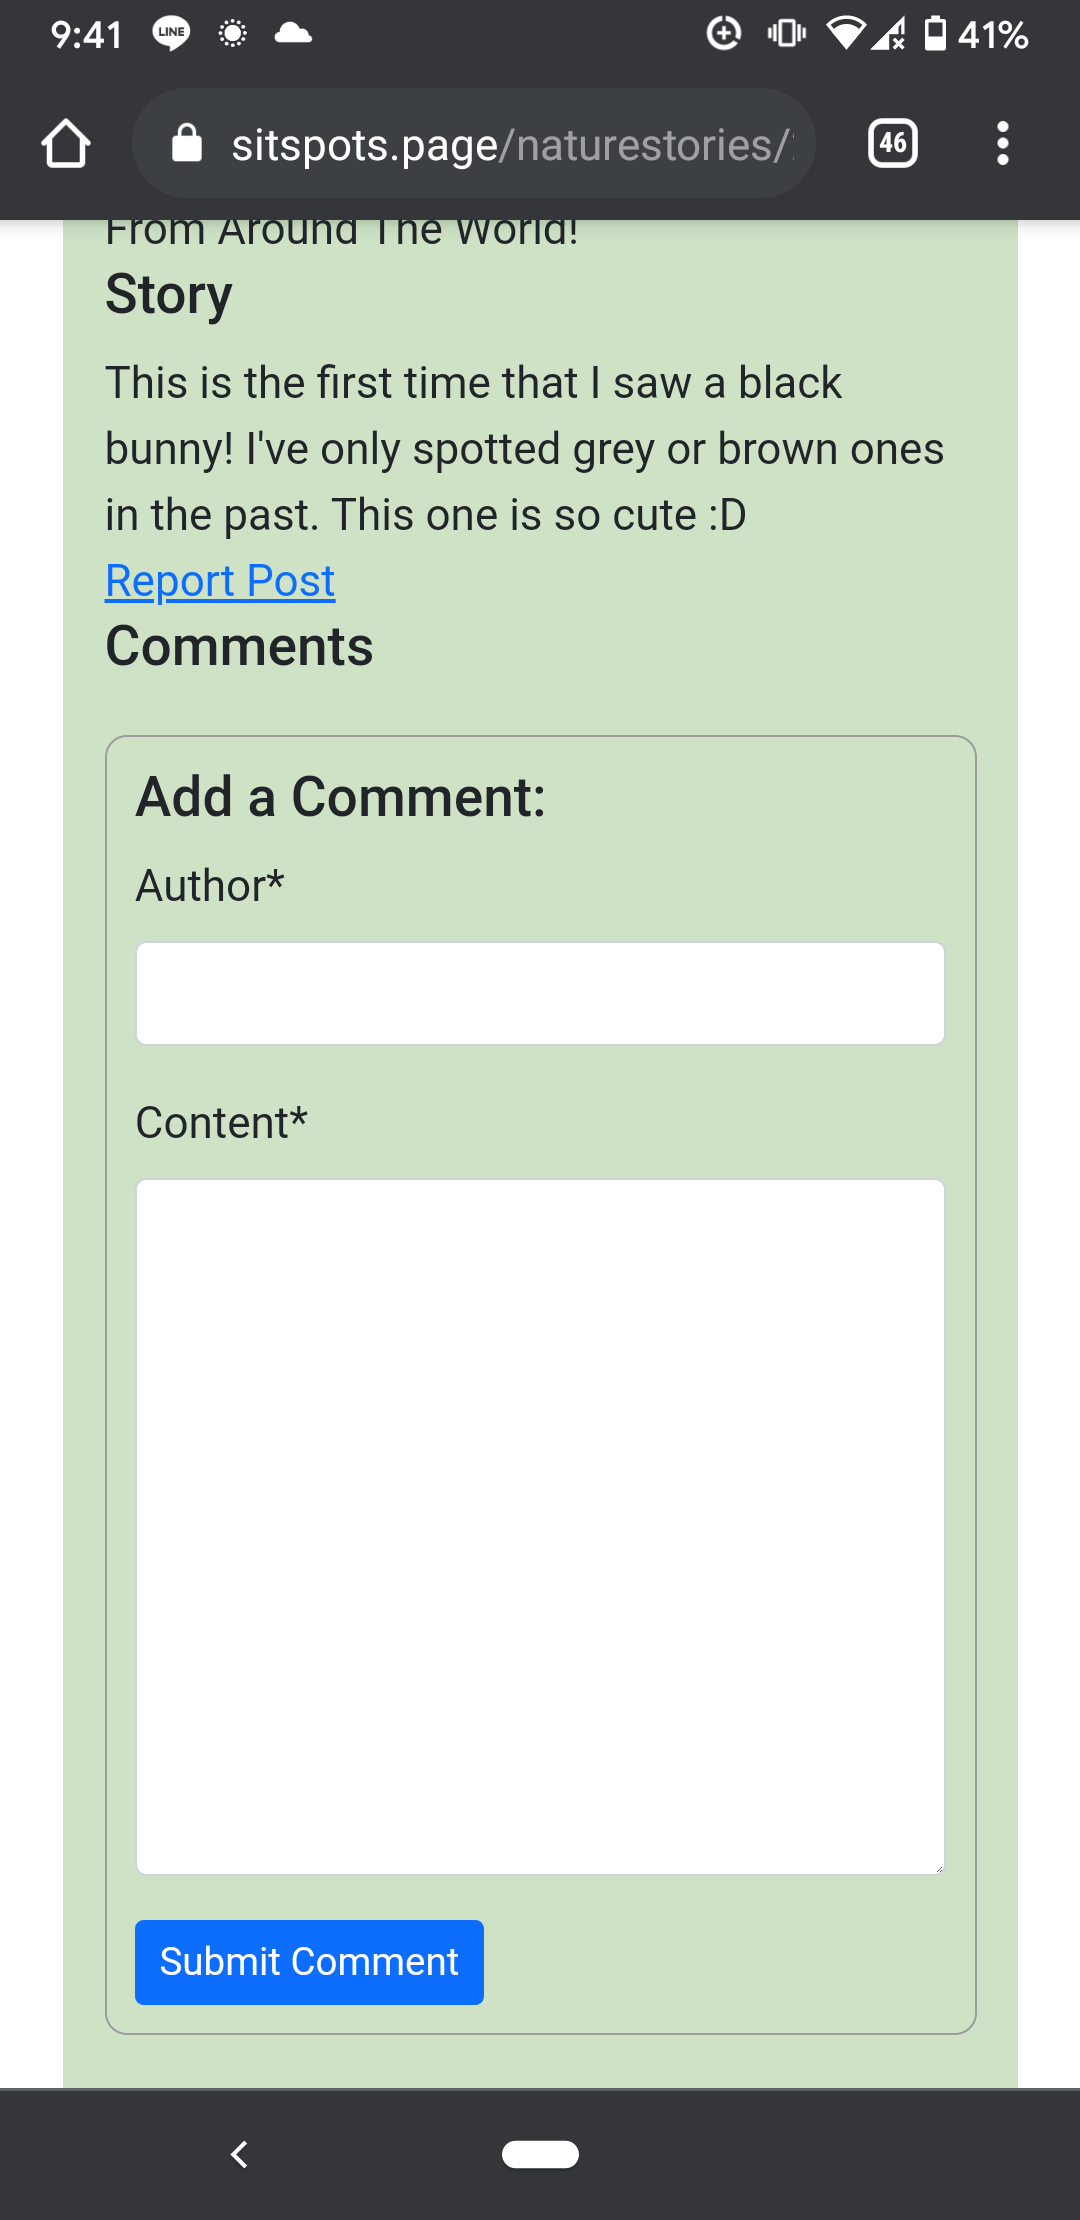 9:41 LINE 41%
sitspots.page/naturestories/
46
From Around The World!
Story
This is the first time that I saw a black
bunny! I've only spotted grey or brown ones
in the past. This one is so cute :D
Report Post
Comments
Add a Comment:
Author*
Content*
Submit Comment